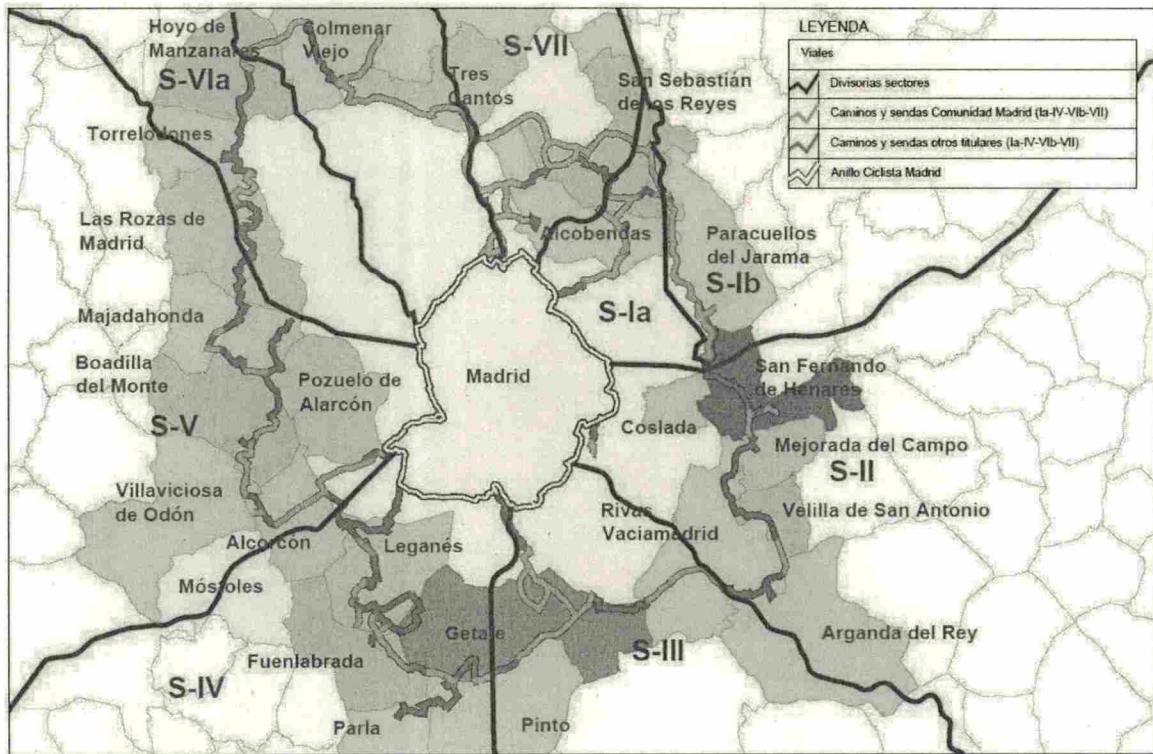 LEYENDA
Viales
Divisorias sectores
Caminos y sendas Comunidad Madrid (Ia-IV-VIb-VII)
Caminos y sendas otros titulares (Ia-IV-VIb-VII)
Anillo Ciclista Madrid
Hoyo de
Manzanares
Colmenar
Viejo
S-VII
S-VIa
Tres
Cantos
San Sebastián
de los Reyes
Torrelodones
Las Rozas de
Madrid
Alcobendas
Paracuellos
del Jarama
S-Ib
S-Ia
Majadahonda
Boadilla
del Monte
Pozuelo de
Alarcón
Madrid
San Fernando
de Henares
S-V
Coslada
Mejorada del Campo
S-II
Villaviciosa
de Odón
Velilla de San Antonio
Rivas
Vaciamadrid
Alcorcón
Leganés
Móstoles
Getafe
Arganda del Rey
Fuenlabrada
S-III
S-IV
Parla
Pinto